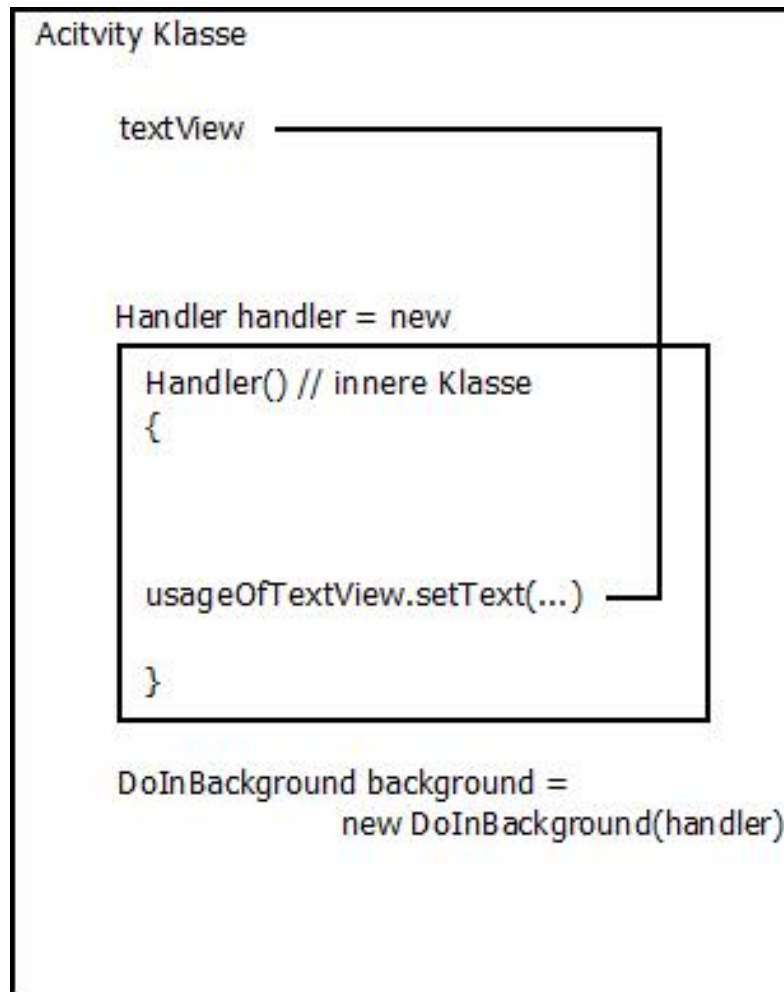 Acitvity Klasse
textView
Handler handler = new
Handler() // innere Klasse
{
usageOfTextView.setText(...)
}
DoInBackground background =
new DoInBackground(handler)